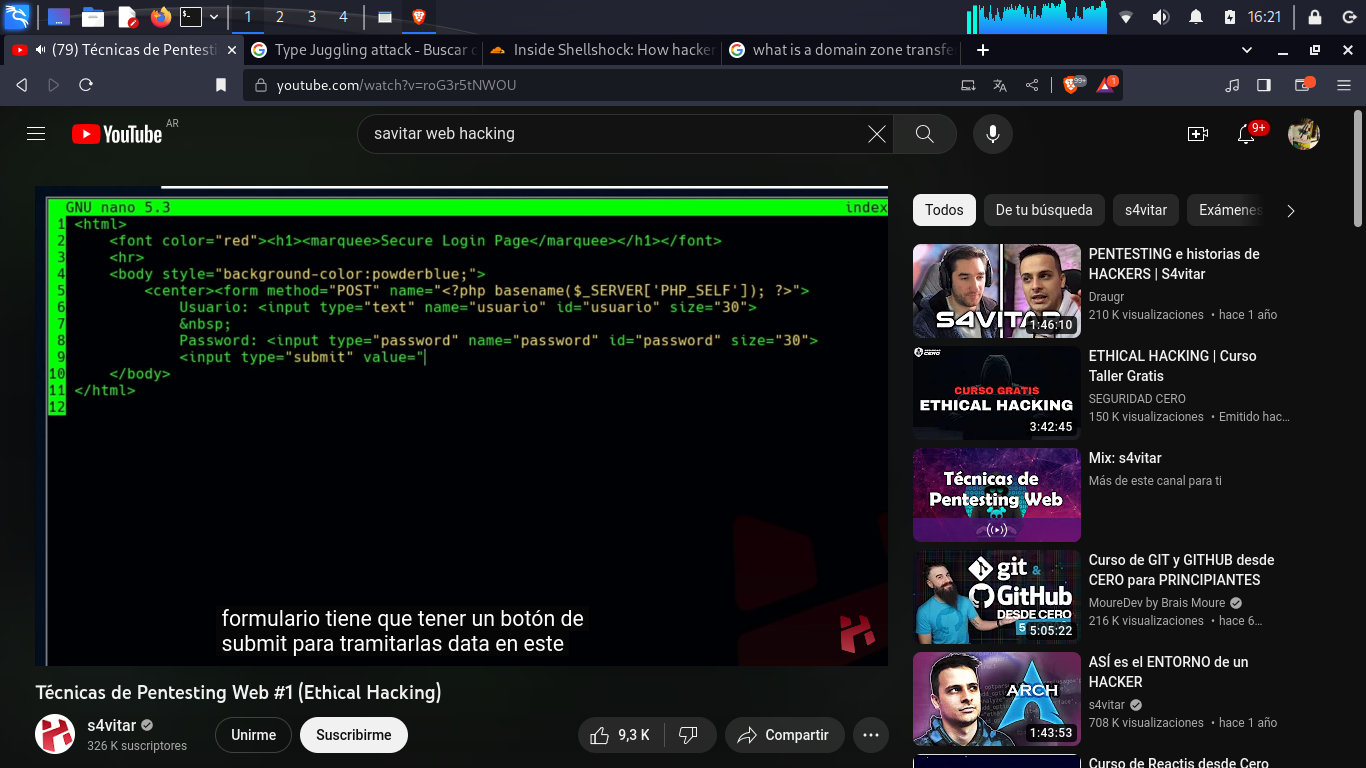 1 2 3 4
16:21
(79) Técnicas de Pentesti
Type Juggling attack - Buscar c
Inside Shellshock: How hacker
what is a domain zone transfe
youtube.com/watch?v=roG3r5tNWOU
99+
1
YouTube AR
savitar web hacking
9+
GNU nano 5.3 index
1 <html>
2 <font color="red"><h1><marquee>Secure Login Page</marquee></h1></font>
3 <hr>
4 <body style="background-color:powderblue;">
5 <center><form method="POST" name="<?php basename($_SERVER['PHP_SELF']); ?>">
6 Usuario: <input type="text" name="usuario" id="usuario" size="30">
7 &nbsp;
8 Password: <input type="password" name="password" id="password" size="30">
9 <input type="submit" value="
10 </body>
11 </html>
12
formulario tiene que tener un botón de
submit para tramitarlas data en este
Técnicas de Pentesting Web #1 (Ethical Hacking)
s4vitar
326 K suscriptores
Unirme
Suscribirme
9,3 K
Compartir
Todos
De tu búsqueda
s4vitar
Exámenes
S4VITAR
1:46:10
PENTESTING e historias de
HACKERS | S4vitar
Draugr
210 K visualizaciones • hace 1 año
SEGURIDAD CERO
CURSO GRATIS
ETHICAL HACKING
3:42:45
ETHICAL HACKING | Curso
Taller Gratis
SEGURIDAD CERO
150 K visualizaciones • Emitido hac...
Técnicas de
Pentesting Web
Mix: s4vitar
Más de este canal para ti
git &
GitHub
DESDE CERO
5:05:22
Curso de GIT y GITHUB desde
CERO para PRINCIPIANTES
MoureDev by Brais Moure
216 K visualizaciones • hace 6...
ARCH
1:43:53
ASÍ es el ENTORNO de un
HACKER
s4vitar
708 K visualizaciones • hace 1 año
Curso de Reactjs desde Cero